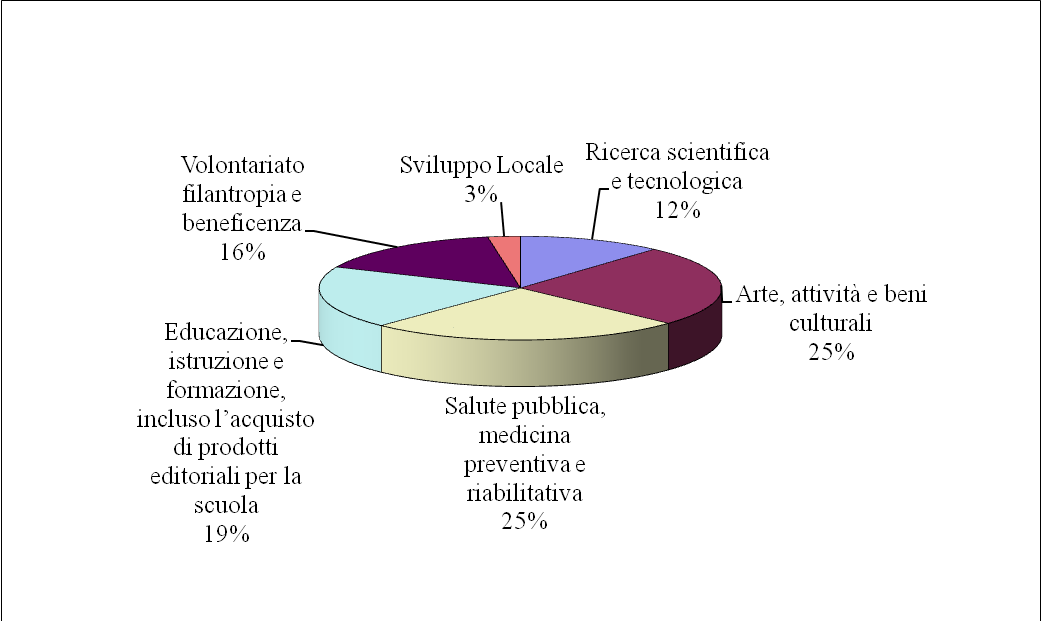 Volontariato
filantropia e
beneficenza
16%
Sviluppo Locale
3%
Ricerca scientifica
e tecnologica
12%
Arte, attività e beni
culturali
25%
Salute pubblica,
medicina
preventiva e
riabilitativa
25%
Educazione,
istruzione e
formazione,
incluso l’acquisto
di prodotti
editoriali per la
scuola
19%